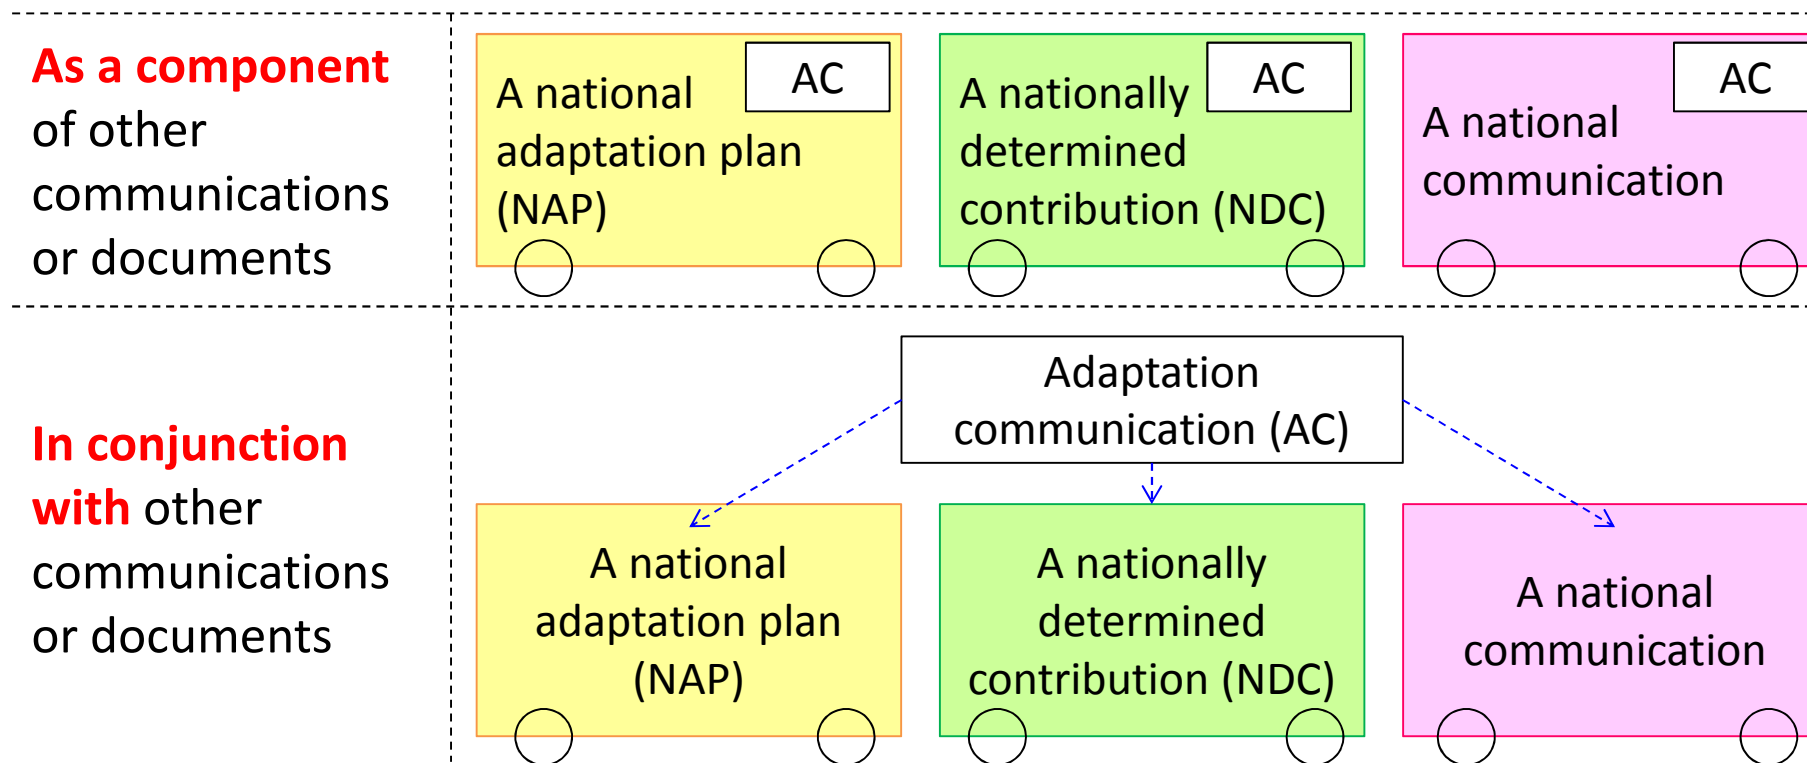 As a component
of other
communications
or documents
A national
adaptation plan
(NAP)
AC
A nationally
determined
contribution (NDC)
AC
A national
communication
AC
In conjunction
with other
communications
or documents
Adaptation
communication (AC)
A national
adaptation plan
(NAP)
A nationally
determined
contribution (NDC)
A national
communication